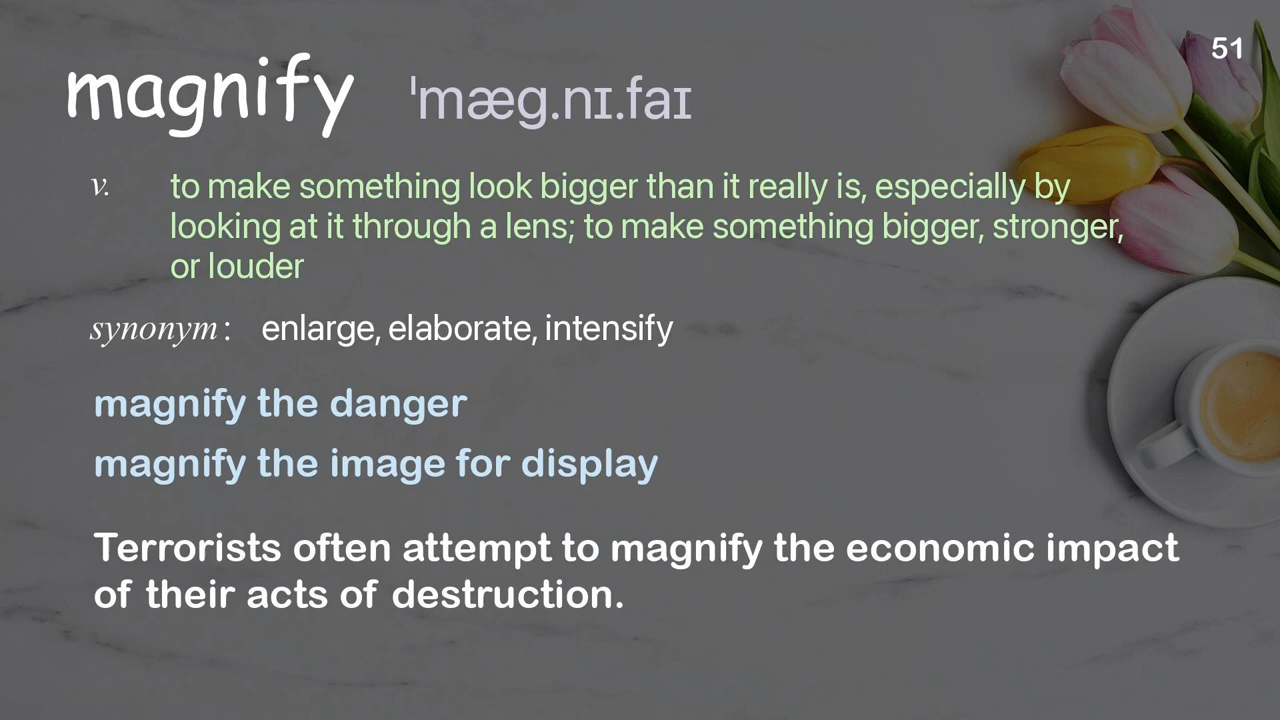 51
magnify ˈmæg.nɪ.faɪ
v. to make something look bigger than it really is, especially by
looking at it through a lens; to make something bigger, stronger,
or louder
synonym: enlarge, elaborate, intensify
magnify the danger
magnify the image for display
Terrorists often attempt to magnify the economic impact
of their acts of destruction.